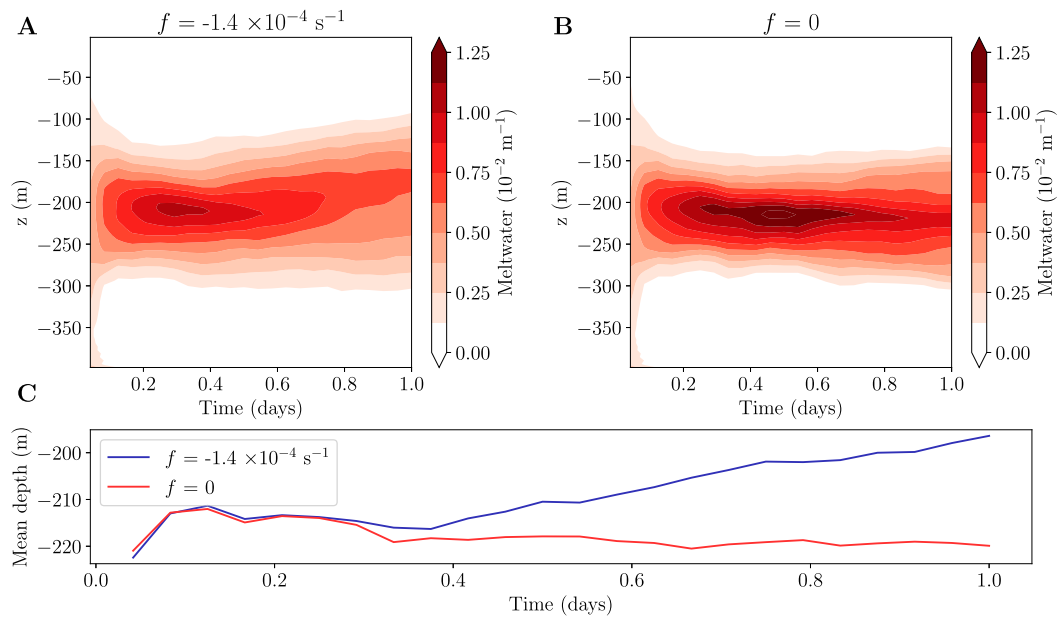 A
f = -1.4 ×10⁻⁴ s⁻¹
z (m)
−50
−100
−150
−200
−250
−300
−350
0.2 0.4 0.6 0.8 1.0
Time (days)
1.25
1.00
0.75
0.50
0.25
0.00
Meltwater (10⁻² m⁻¹)
B
f = 0
z (m)
−50
−100
−150
−200
−250
−300
−350
0.2 0.4 0.6 0.8 1.0
Time (days)
1.25
1.00
0.75
0.50
0.25
0.00
Meltwater (10⁻² m⁻¹)
C
Mean depth (m)
−200
−210
−220
f = -1.4 ×10⁻⁴ s⁻¹
f = 0
0.0 0.2 0.4 0.6 0.8 1.0
Time (days)